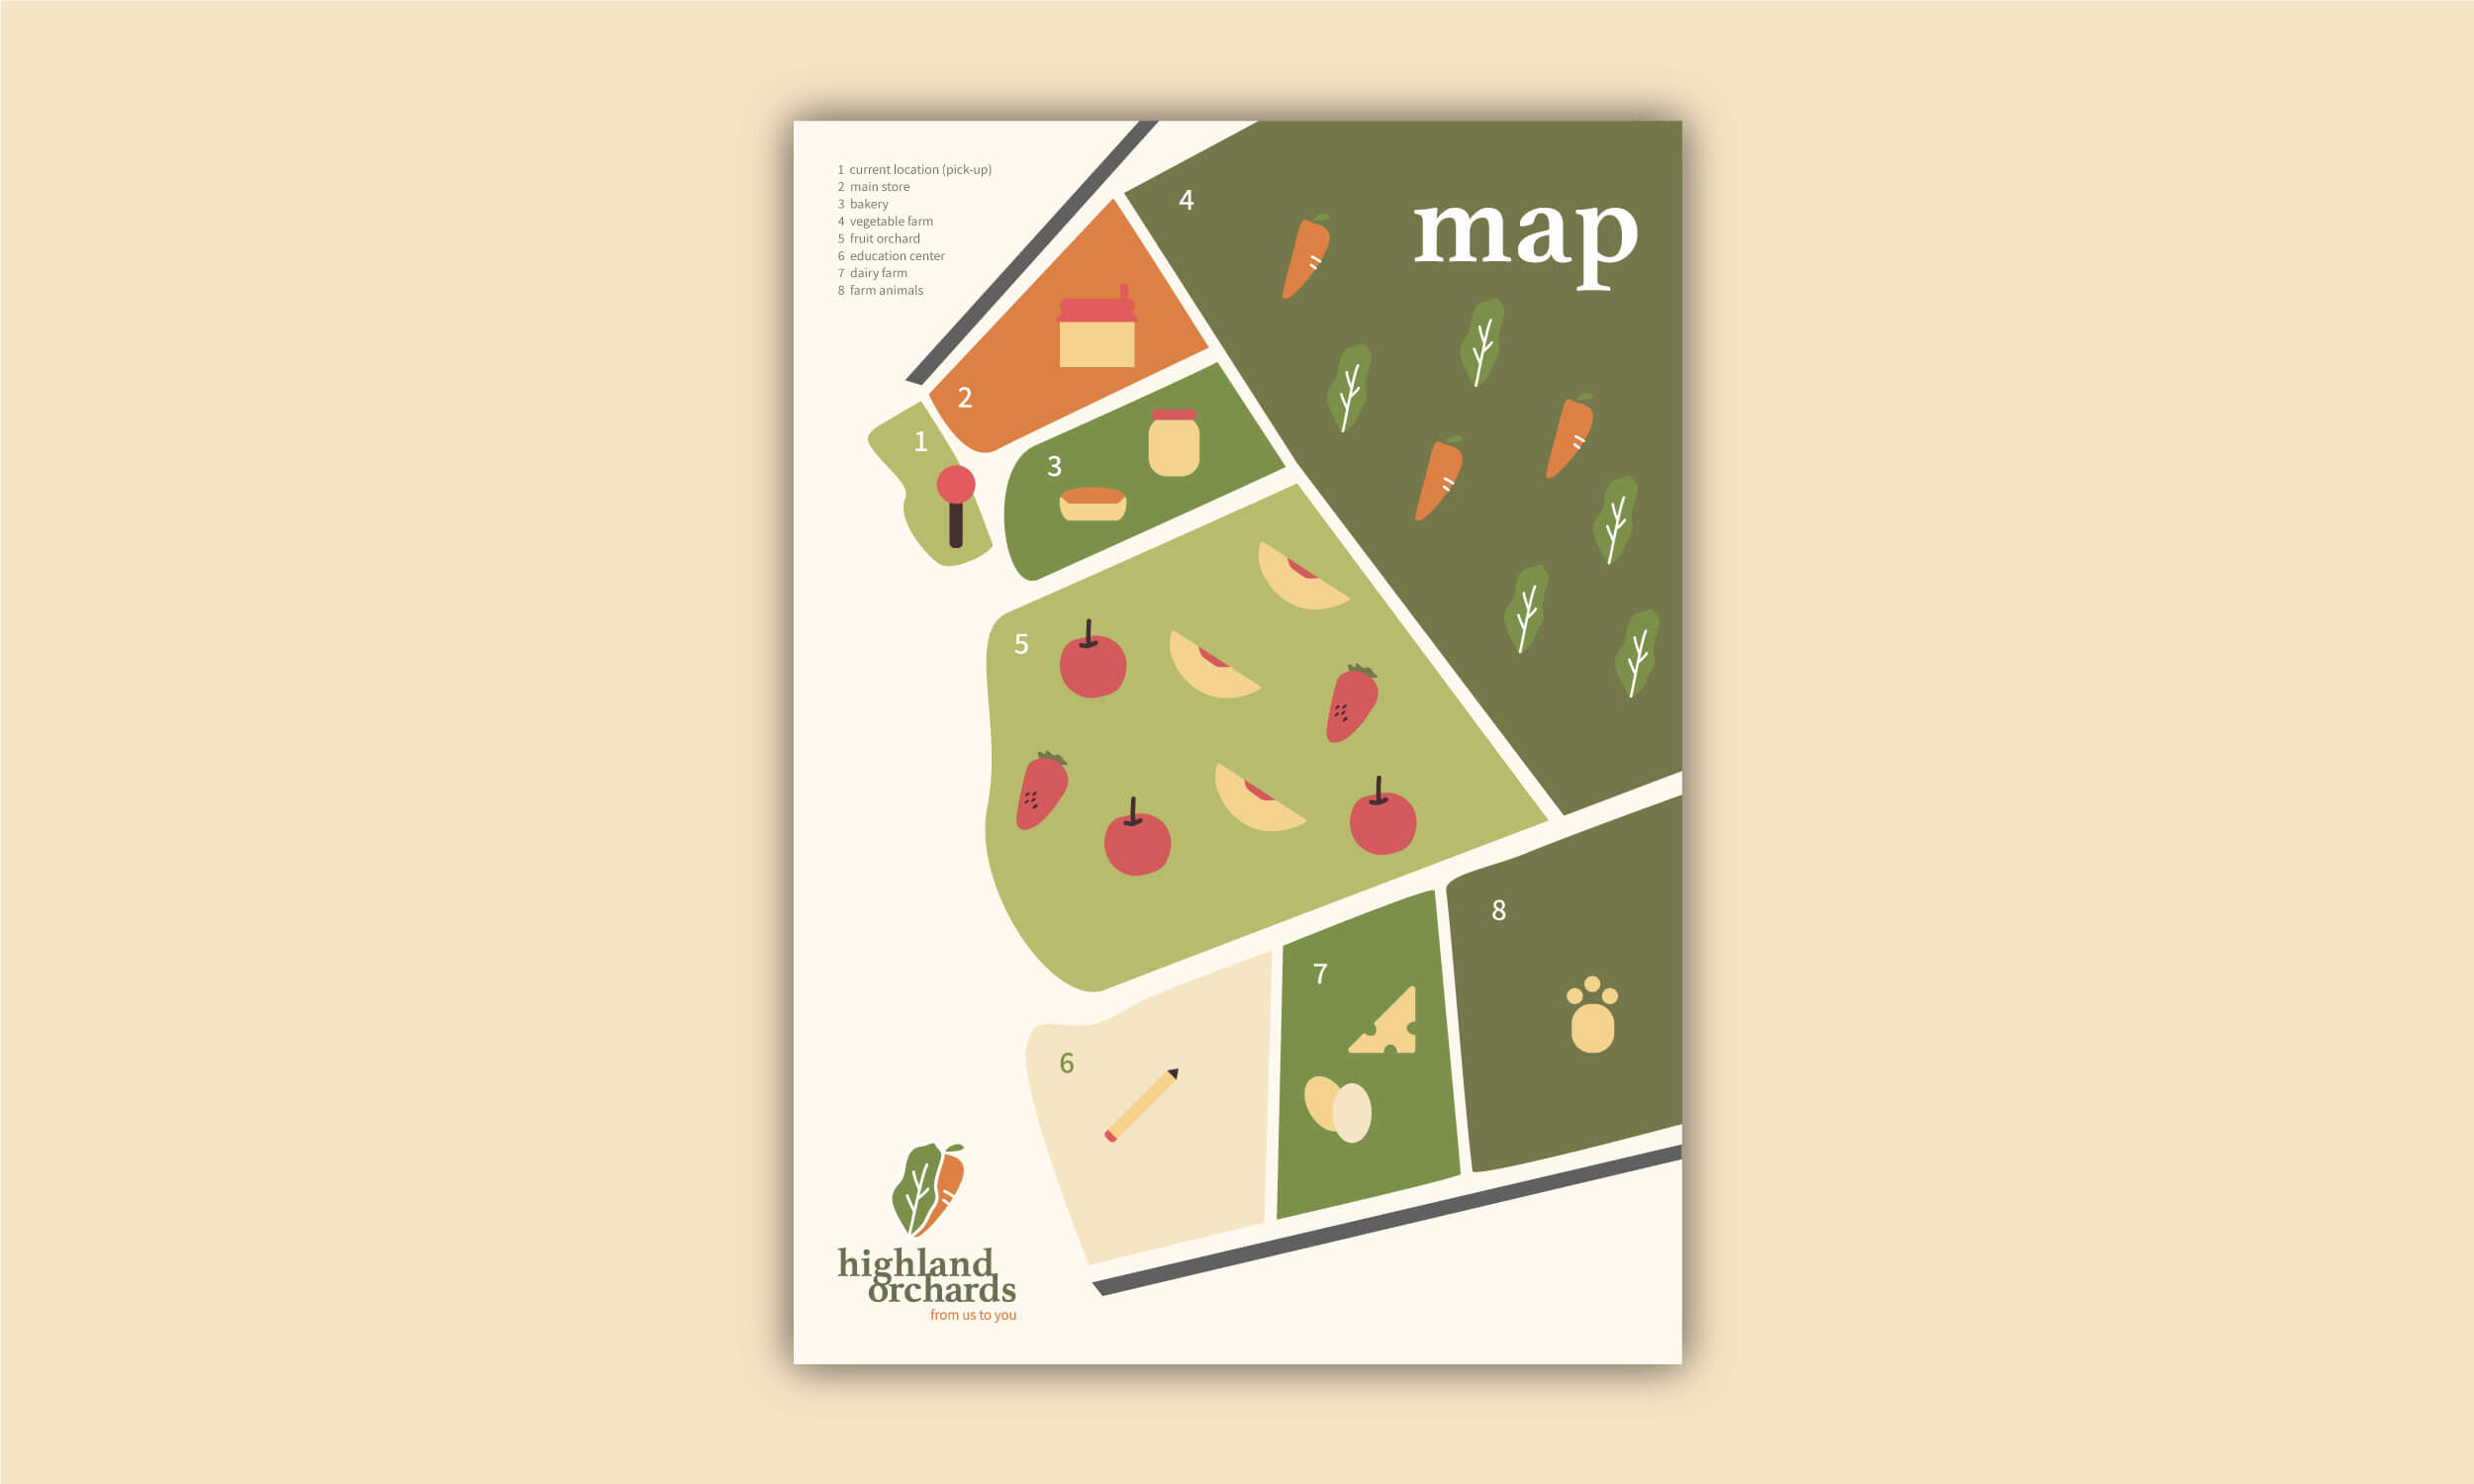 1 current location (pick-up)
2 main store
3 bakery
4 vegetable farm
5 fruit orchard
6 education center
7 dairy farm
8 farm animals
map
4
2
1
3
5
8
7
6
highland
orchards
from us to you